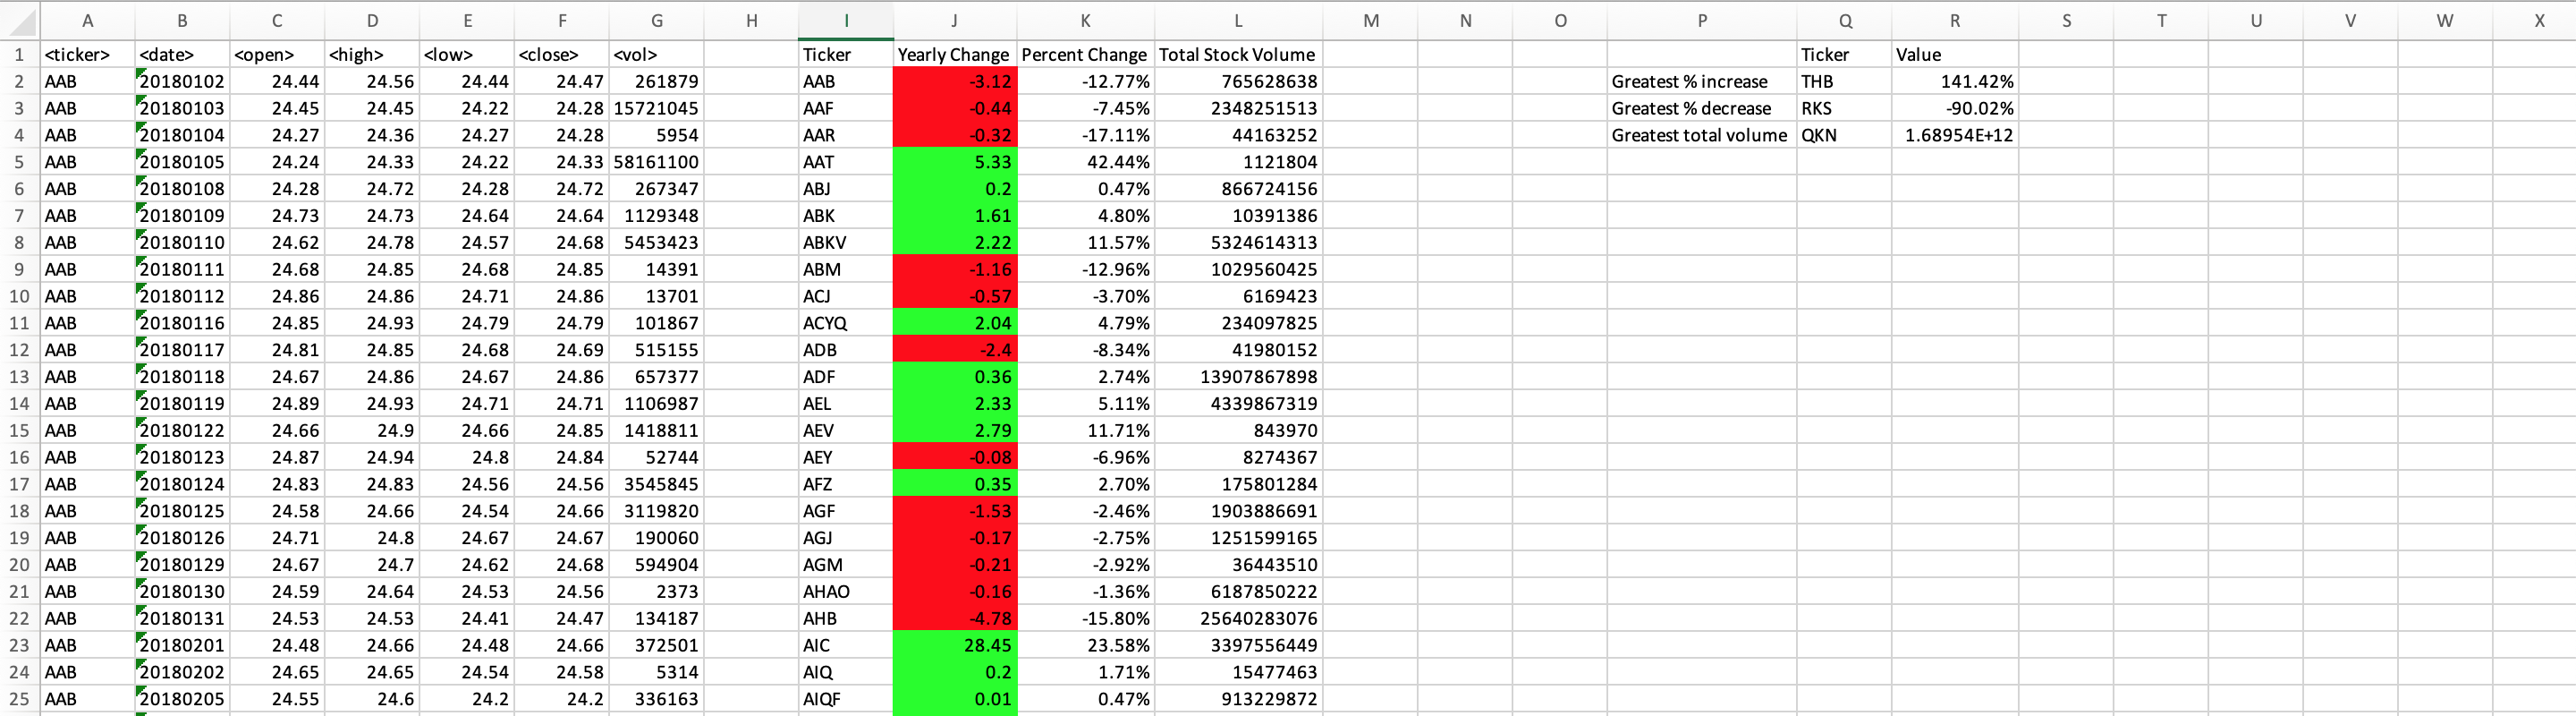 A B C D E F G H I J K L M N O P Q R S T U V W X
1 <ticker> <date> <open> <high> <low> <close> <vol> Ticker Yearly Change Percent Change Total Stock Volume Ticker Value
2 AAB 20180102 24.44 24.56 24.44 24.47 261879 AAB -3.12 -12.77% 765628638 Greatest % increase THB 141.42%
3 AAB 20180103 24.45 24.45 24.22 24.28 15721045 AAF -0.44 -7.45% 2348251513 Greatest % decrease RKS -90.02%
4 AAB 20180104 24.27 24.36 24.27 24.28 5954 AAR -0.32 -17.11% 44163252 Greatest total volume QKN 1.68954E+12
5 AAB 20180105 24.24 24.33 24.22 24.33 58161100 AAT 5.33 42.44% 1121804
6 AAB 20180108 24.28 24.72 24.28 24.72 267347 ABJ 0.2 0.47% 866724156
7 AAB 20180109 24.73 24.73 24.64 24.64 1129348 ABK 1.61 4.80% 10391386
8 AAB 20180110 24.62 24.78 24.57 24.68 5453423 ABKV 2.22 11.57% 5324614313
9 AAB 20180111 24.68 24.85 24.68 24.85 14391 ABM -1.16 -12.96% 1029560425
10 AAB 20180112 24.86 24.86 24.71 24.86 13701 ACJ -0.57 -3.70% 6169423
11 AAB 20180116 24.85 24.93 24.79 24.79 101867 ACYQ 2.04 4.79% 234097825
12 AAB 20180117 24.81 24.85 24.68 24.69 515155 ADB -2.4 -8.34% 41980152
13 AAB 20180118 24.67 24.86 24.67 24.86 657377 ADF 0.36 2.74% 13907867898
14 AAB 20180119 24.89 24.93 24.71 24.71 1106987 AEL 2.33 5.11% 4339867319
15 AAB 20180122 24.66 24.9 24.66 24.85 1418811 AEV 2.79 11.71% 843970
16 AAB 20180123 24.87 24.94 24.8 24.84 52744 AEY -0.08 -6.96% 8274367
17 AAB 20180124 24.83 24.83 24.56 24.56 3545845 AFZ 0.35 2.70% 175801284
18 AAB 20180125 24.58 24.66 24.54 24.66 3119820 AGF -1.53 -2.46% 1903886691
19 AAB 20180126 24.71 24.8 24.67 24.67 190060 AGJ -0.17 -2.75% 1251599165
20 AAB 20180129 24.67 24.7 24.62 24.68 594904 AGM -0.21 -2.92% 36443510
21 AAB 20180130 24.59 24.64 24.53 24.56 2373 AHAO -0.16 -1.36% 6187850222
22 AAB 20180131 24.53 24.53 24.41 24.47 134187 AHB -4.78 -15.80% 25640283076
23 AAB 20180201 24.48 24.66 24.48 24.66 372501 AIC 28.45 23.58% 3397556449
24 AAB 20180202 24.65 24.65 24.54 24.58 5314 AIQ 0.2 1.71% 15477463
25 AAB 20180205 24.55 24.6 24.2 24.2 336163 AIQF 0.01 0.47% 913229872